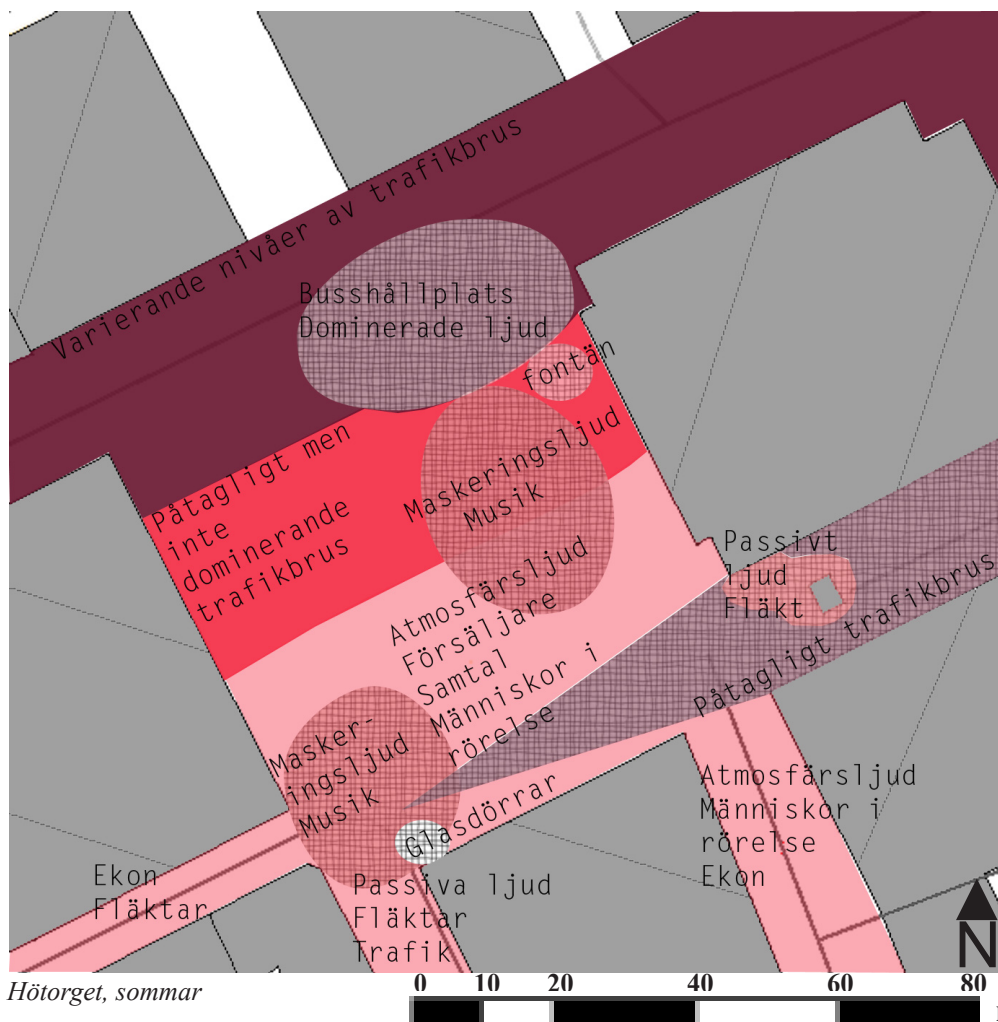 Varierande nivåer av trafikbrus
Busshållplats
Dominerade ljud
fontän
Påtagligt men
inte
dominerande
trafikbrus
Maskeringsljud
Musik
Passivt
ljud
Fläkt
Atmosfärsljud
Försäljare
Samtal
Människor i
rörelse
Påtagligt trafikbrus
Masker-
ingsljud
Musik
Glasdörrar
Atmosfärsljud
Människor i
rörelse
Ekon
Ekon
Fläktar
Passiva ljud
Fläktar
Trafik
N
Hötorget, sommar
0 10 20 40 60 80